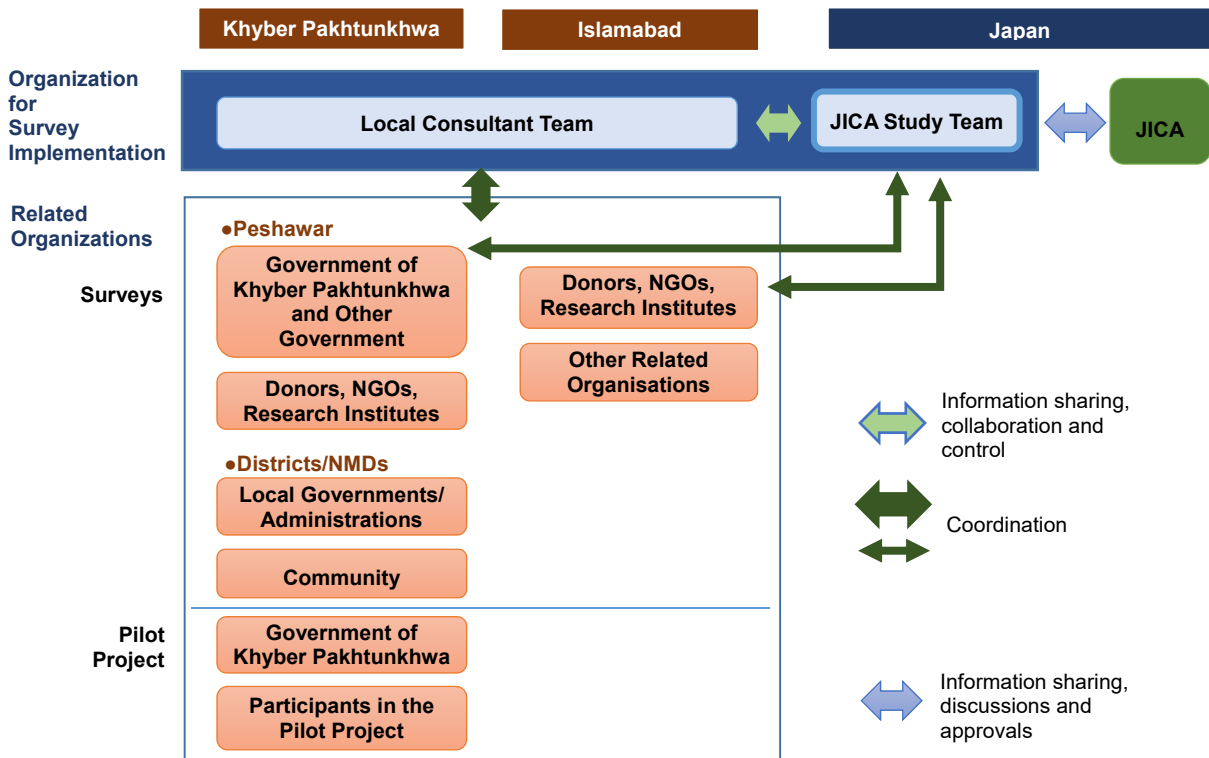 Khyber Pakhtunkhwa
Islamabad
Japan
Organization
for
Survey
Implementation
Local Consultant Team
JICA Study Team
JICA
Related
Organizations
●Peshawar
Surveys
Government of
Khyber Pakhtunkhwa
and Other
Government
Donors, NGOs,
Research Institutes
Donors, NGOs,
Research Institutes
Other Related
Organisations
●Districts/NMDs
Local Governments/
Administrations
Community
Pilot
Project
Government of
Khyber Pakhtunkhwa
Participants in the
Pilot Project
Information sharing,
collaboration and
control
Coordination
Information sharing,
discussions and
approvals